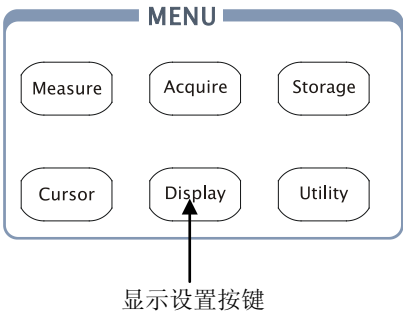 MENU
Measure Acquire Storage
Cursor Display Utility
显示设置按键